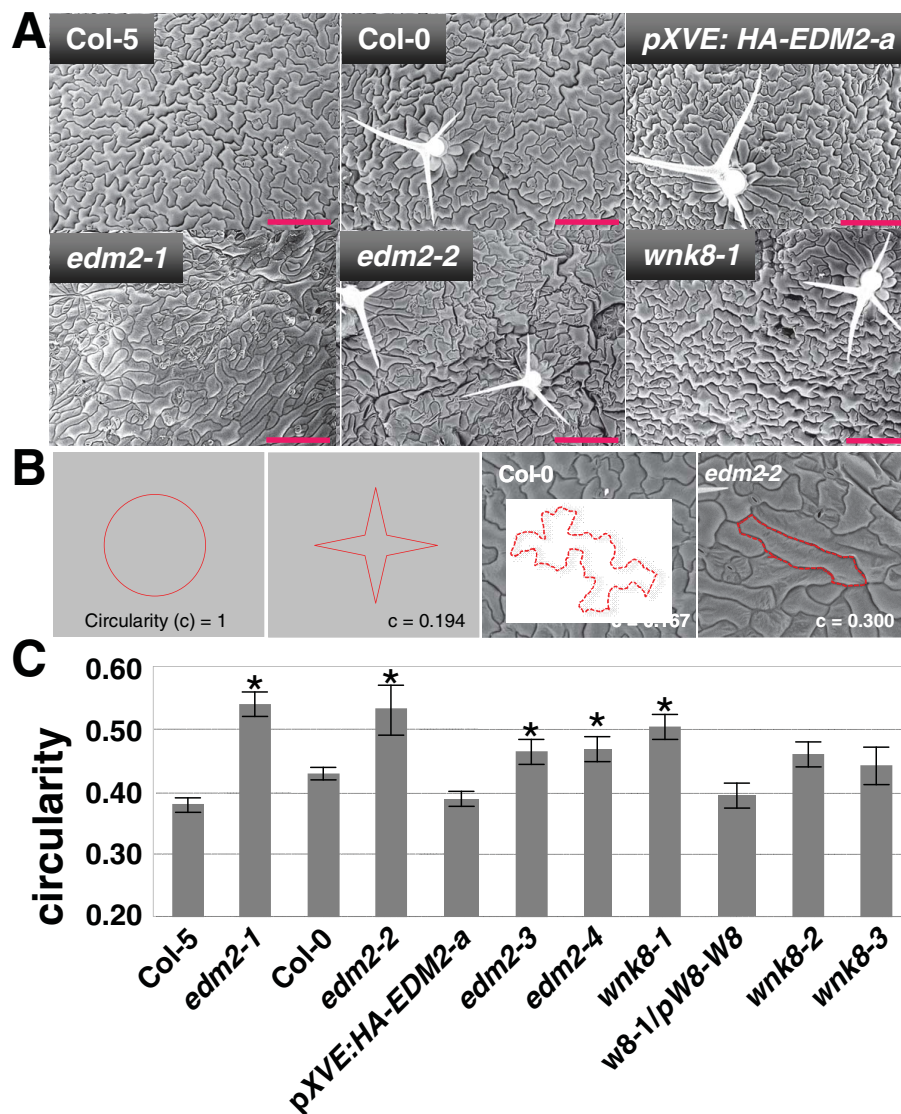 A
Col-5
Col-0
pXVE: HA-EDM2-a
edm2-1
edm2-2
wnk8-1
B
Circularity (c) = 1
c = 0.194
Col-0
edm2-2
c = 0.300
C
circularity
0.60
0.50
0.40
0.30
0.20
* * * * *
Col-5
edm2-1
Col-0
edm2-2
pXVE:HA-EDM2-a
edm2-3
edm2-4
wnk8-1
w8-1/pW8-W8
wnk8-2
wnk8-3